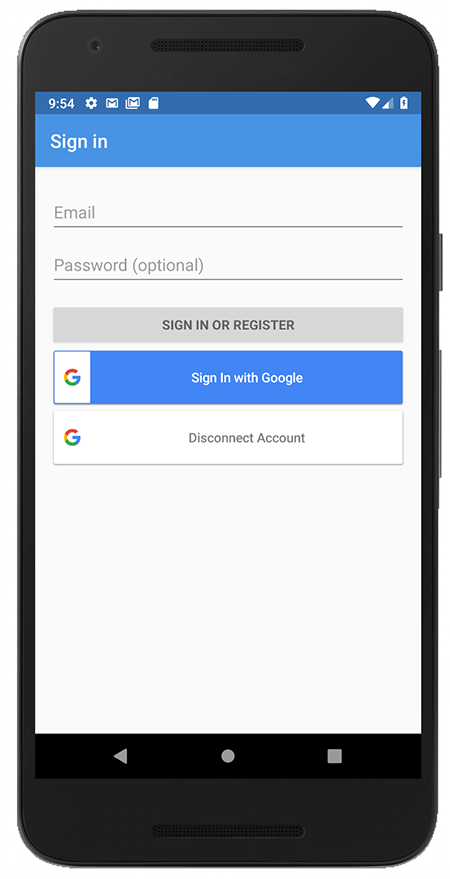 9:54
Sign in
Email
Password (optional)
SIGN IN OR REGISTER
Sign In with Google
Disconnect Account